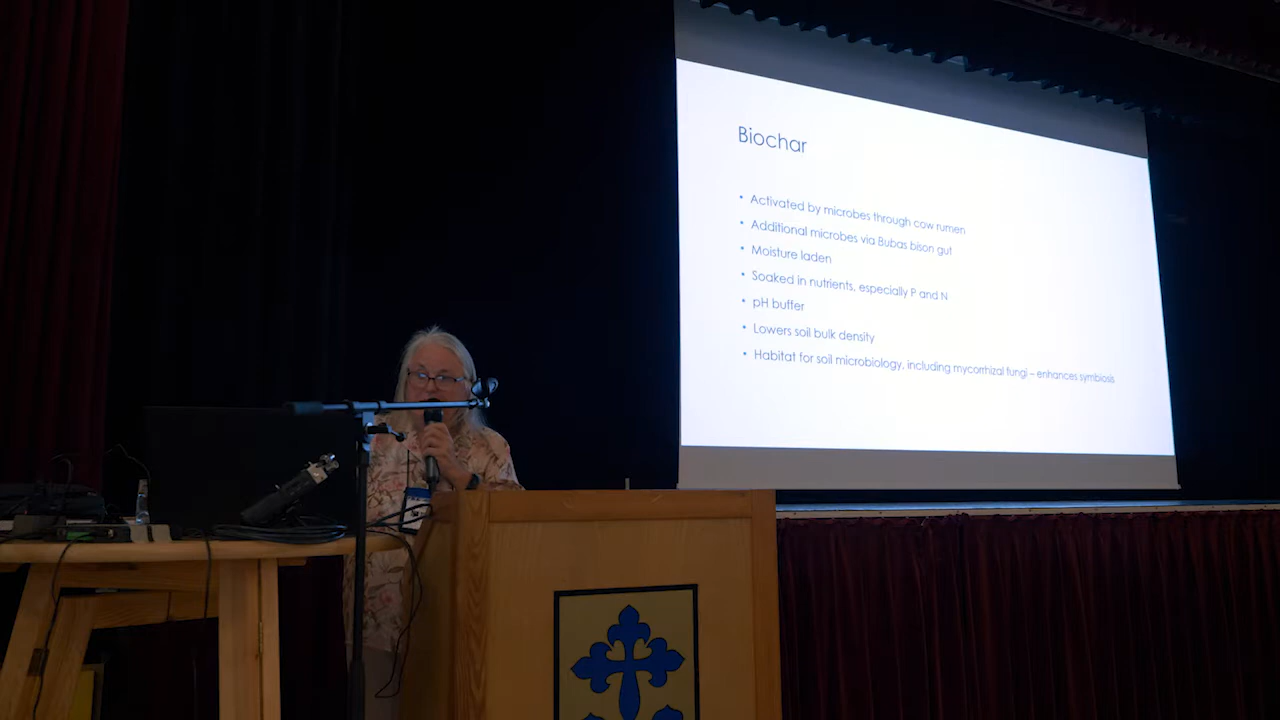 Biochar
• Activated by microbes through cow rumen
• Additional microbes via Bubas bison gut
• Moisture laden
• Soaked in nutrients, especially P and N
• pH buffer
• Lowers soil bulk density
• Habitat for soil microbiology, including mycorrhizal fungi – enhances symbiosis